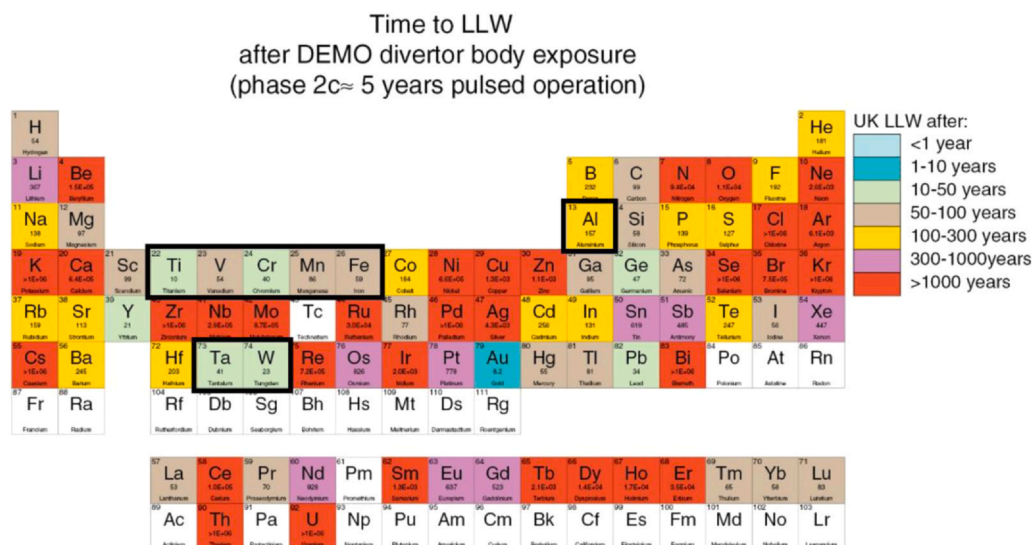 Time to LLW
after DEMO divertor body exposure
(phase 2c≈ 5 years pulsed operation)
UK LLW after:
<1 year
1-10 years
10-50 years
50-100 years
100-300 years
300-1000years
>1000 years
1 2
H He
54 181
Hydrogen Helium
3 4 5 6 7 8 9 10
Li Be B C N O F Ne
367 1.5E+05 232 99 9.4E+04 1.1E+04 192 2.6E+03
Lithium Beryllium Carbon Nitrogen Oxygen Fluorine Neon
11 12 13 14 15 16 17 18
Na Mg Al Si P S Cl Ar
138 97 157 58 139 127 >1E+06 6.1E+03
Sodium Magnesium Aluminium Silicon Phosphorus Sulphur Chlorine Argon
19 20 21 22 23 24 25 26 27 28 29 30 31 32 33 34 35 36
K Ca Sc Ti V Cr Mn Fe Co Ni Cu Zn Ga Ge As Se Br Kr
>1E+06 6.4E+05 99 10 54 40 86 59 184 6.6E+05 1.3E+03 1.1E+03 91 47 72 >1E+06 7.5E+05 >1E+06
Potassium Calcium Scandium Titanium Vanadium Chromium Manganese Iron Cobalt Nickel Copper Zinc Gallium Germanium Arsenic Selenium Bromine Krypton
37 38 39 40 41 42 43 44 45 46 47 48 49 50 51 52 53 54
Rb Sr Y Zr Nb Mo Tc Ru Rh Pd Ag Cd In Sn Sb Te I Xe
159 113 21 >1E+06 2.8E+05 8.7E+05 3.0E+04 77 >1E+06 4.3E+03 256 131 619 485 247 56 447
Rubidium Strontium Yttrium Zirconium Niobium Technetium Ruthenium Rhodium Palladium Silver Cadmium Indium Tin Antimony Tellurium Iodine Xenon
55 56 72 73 74 75 76 77 78 79 80 81 82 83 84 85 86
Cs Ba Hf Ta W Re Os Ir Pt Au Hg Tl Pb Bi Po At Rn
>1E+06 245 203 41 23 7.2E+05 926 2.0E+03 778 8.2 55 81 34 >1E+06
Caesium Barium Hafnium Tantalum Tungsten Rhenium Osmium Iridium Platinum Gold Mercury Thallium Lead Bismuth Polonium Astatine Radon
87 88 104 105 106 107 108 109 110 111
Fr Ra Rf Db Sg Bh Hs Mt Ds Rg
Francium Radium Rutherfordium Dubnium Seaborgium Bohrium Hassium Meitnerium Darmstadtium Roentgenium
57 58 59 60 61 62 63 64 65 66 67 68 69 70 71
La Ce Pr Nd Pm Sm Eu Gd Tb Dy Ho Er Tm Yb Lu
53 1.0E+05 70 929 1.3E+03 637 523 2.1E+03 1.4E+04 1.7E+04 3.5E+04 65 58 83
Lanthanum Cerium Praseodymium Neodymium Promethium Samarium Europium Gadolinium Terbium Dysprosium Holmium Erbium Thulium Ytterbium Lutetium
89 90 91 92 93 94 95 96 97 98 99 100 101 102 103
Ac Th Pa U Np Pu Am Cm Bk Cf Es Fm Md No Lr
>1E+06 >1E+06